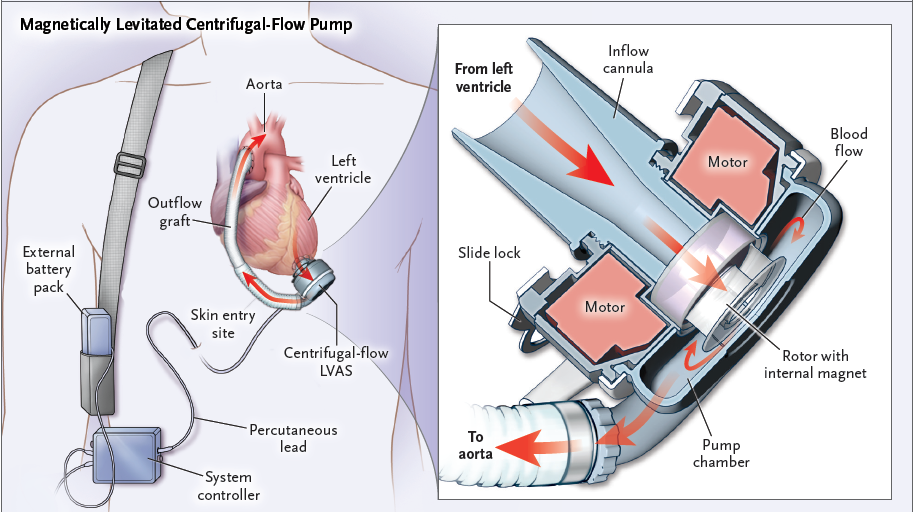 Magnetically Levitated Centrifugal-Flow Pump
Aorta
Left
ventricle
Outflow
graft
External
battery
pack
Skin entry
site
Centrifugal-flow
LVAS
Percutaneous
lead
System
controller
From left
ventricle
Inflow
cannula
Motor
Blood
flow
Slide lock
Motor
Rotor with
internal magnet
To
aorta
Pump
chamber